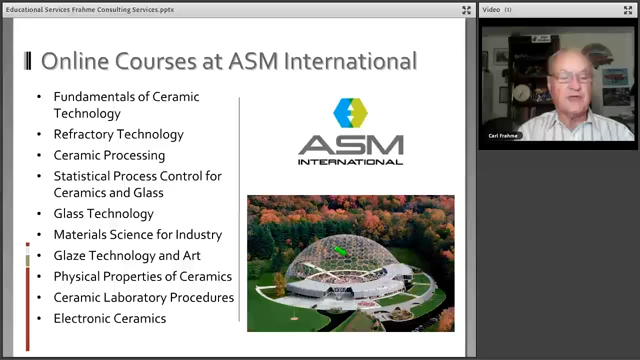 Educational Services Frahme Consulting Services.pptx
Video (1)
Online Courses at ASM International
• Fundamentals of Ceramic
Technology
• Refractory Technology
• Ceramic Processing
• Statistical Process Control for
Ceramics and Glass
• Glass Technology
• Materials Science for Industry
• Glaze Technology and Art
• Physical Properties of Ceramics
• Ceramic Laboratory Procedures
• Electronic Ceramics
ASM
INTERNATIONAL
Carl Frahme